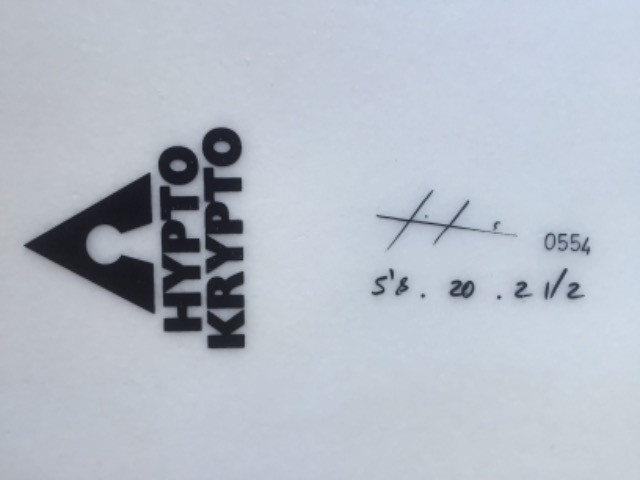 HYPTO
KRYPTO
0554
5'8 . 20 . 2 1/2